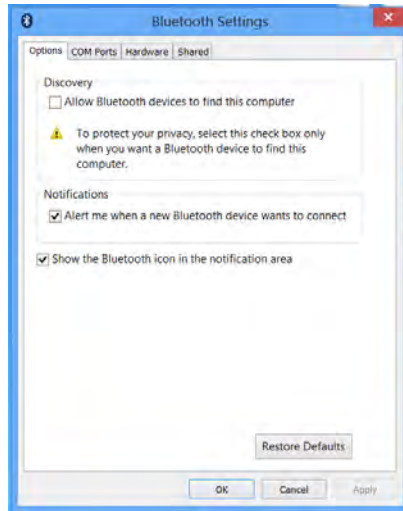 Bluetooth Settings
Options COM Ports Hardware Shared
Discovery
Allow Bluetooth devices to find this computer
To protect your privacy, select this check box only
when you want a Bluetooth device to find this
computer.
Notifications
Alert me when a new Bluetooth device wants to connect
Show the Bluetooth icon in the notification area
Restore Defaults
OK Cancel Apply